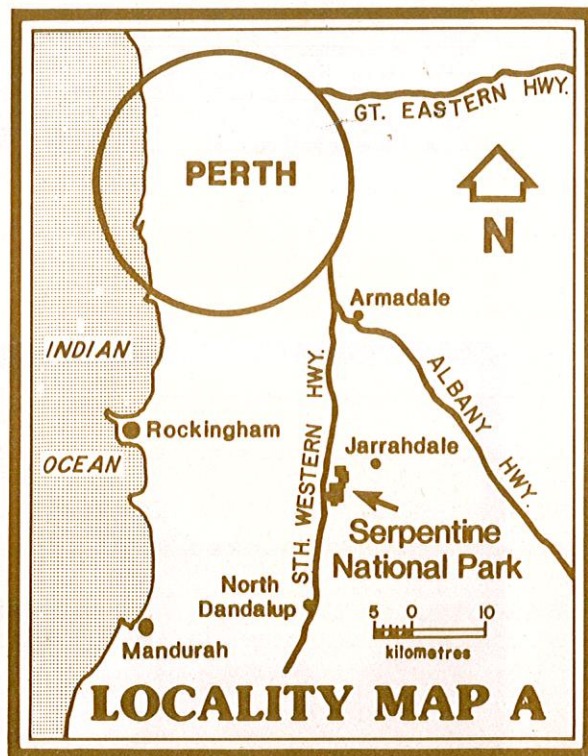 GT. EASTERN HWY.
PERTH
N
Armadale
INDIAN
OCEAN
ALBANY HWY.
STH. WESTERN HWY.
Rockingham
Jarrahdale
Serpentine
National Park
North
Dandalup
5 0 10
kilometres
Mandurah
LOCALITY MAP A